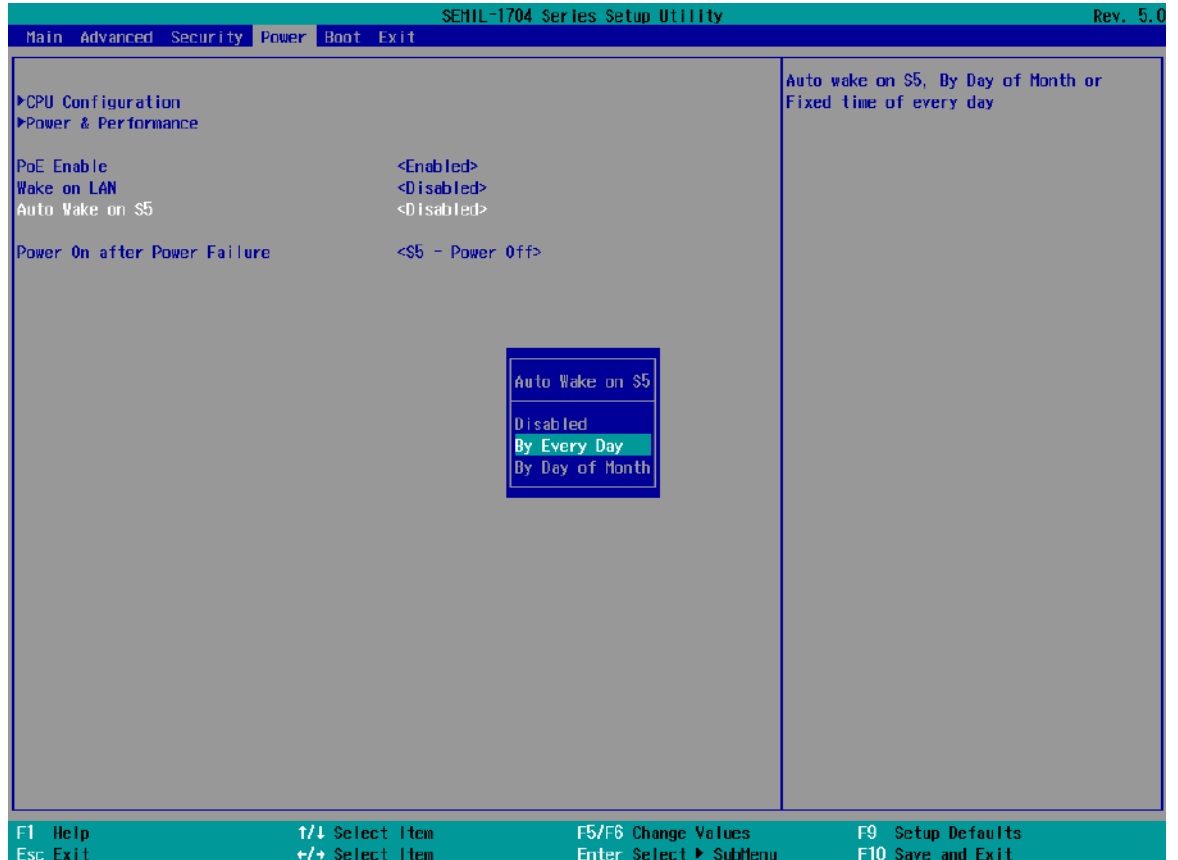 SEMIL-1704 Series Setup Utility Rev. 5.0
Main Advanced Security Power Boot Exit
Auto wake on S5, By Day of Month or
Fixed time of every day
►CPU Configuration
►Power & Performance
PoE Enable <Enabled>
Wake on LAN <Disabled>
Auto Wake on S5 <Disabled>
Power On after Power Failure <S5 - Power Off>
Auto Wake on S5
Disabled
By Every Day
By Day of Month
F1 Help ↑/↓ Select Item F5/F6 Change Values F9 Setup Defaults
Esc Exit ←/→ Select Item Enter Select ► SubMenu F10 Save and Exit